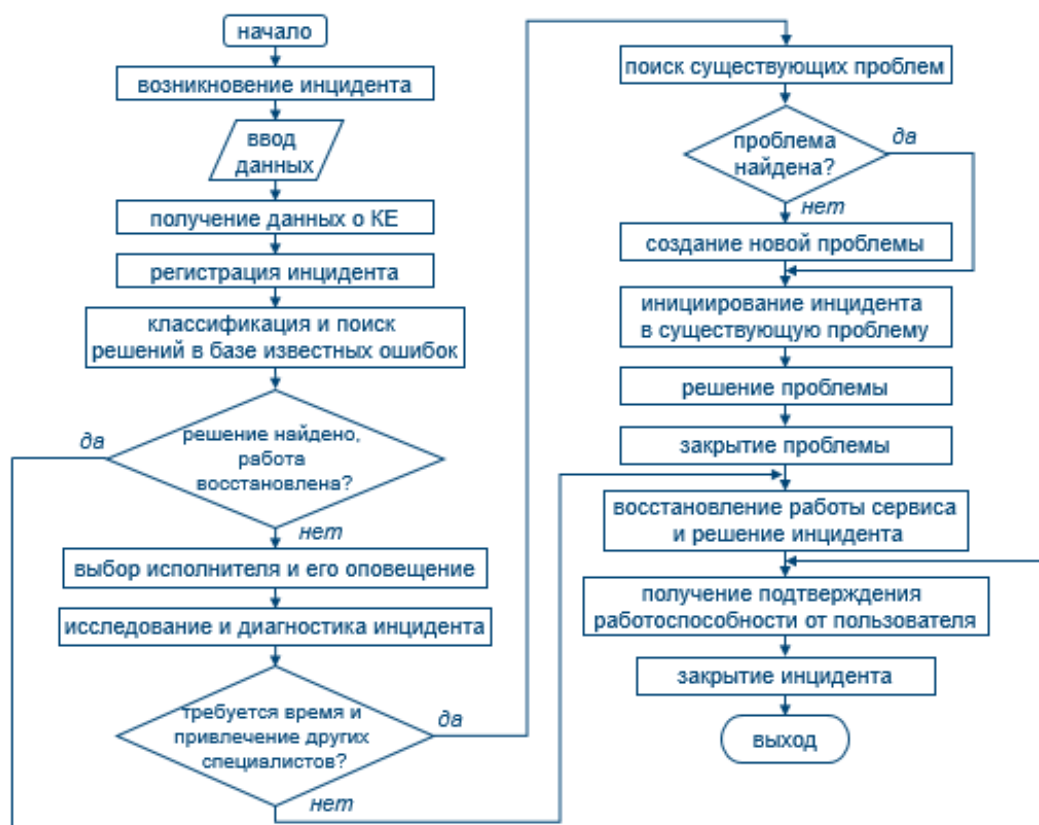 начало
возникновение инцидента
ввод
данных
получение данных о КЕ
регистрация инцидента
классификация и поиск
решений в базе известных ошибок
да
решение найдено,
работа
восстановлена?
нет
выбор исполнителя и его оповещение
исследование и диагностика инцидента
требуется время и
привлечение других
специалистов?
да
нет
поиск существующих проблем
проблема
найдена?
да
нет
создание новой проблемы
инициирование инцидента
в существующую проблему
решение проблемы
закрытие проблемы
восстановление работы сервиса
и решение инцидента
получение подтверждения
работоспособности от пользователя
закрытие инцидента
выход